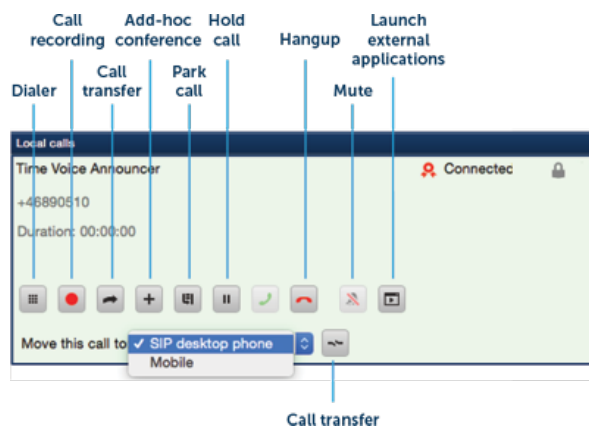 Call recording
Add-hoc conference
Hold call
Hangup
Launch external applications
Dialer
Call transfer
Park call
Mute
Local calls
Time Voice Announcer
Connected
+46890510
Duration: 00:00:00
Move this call to
✓ SIP desktop phone
Mobile
Call transfer